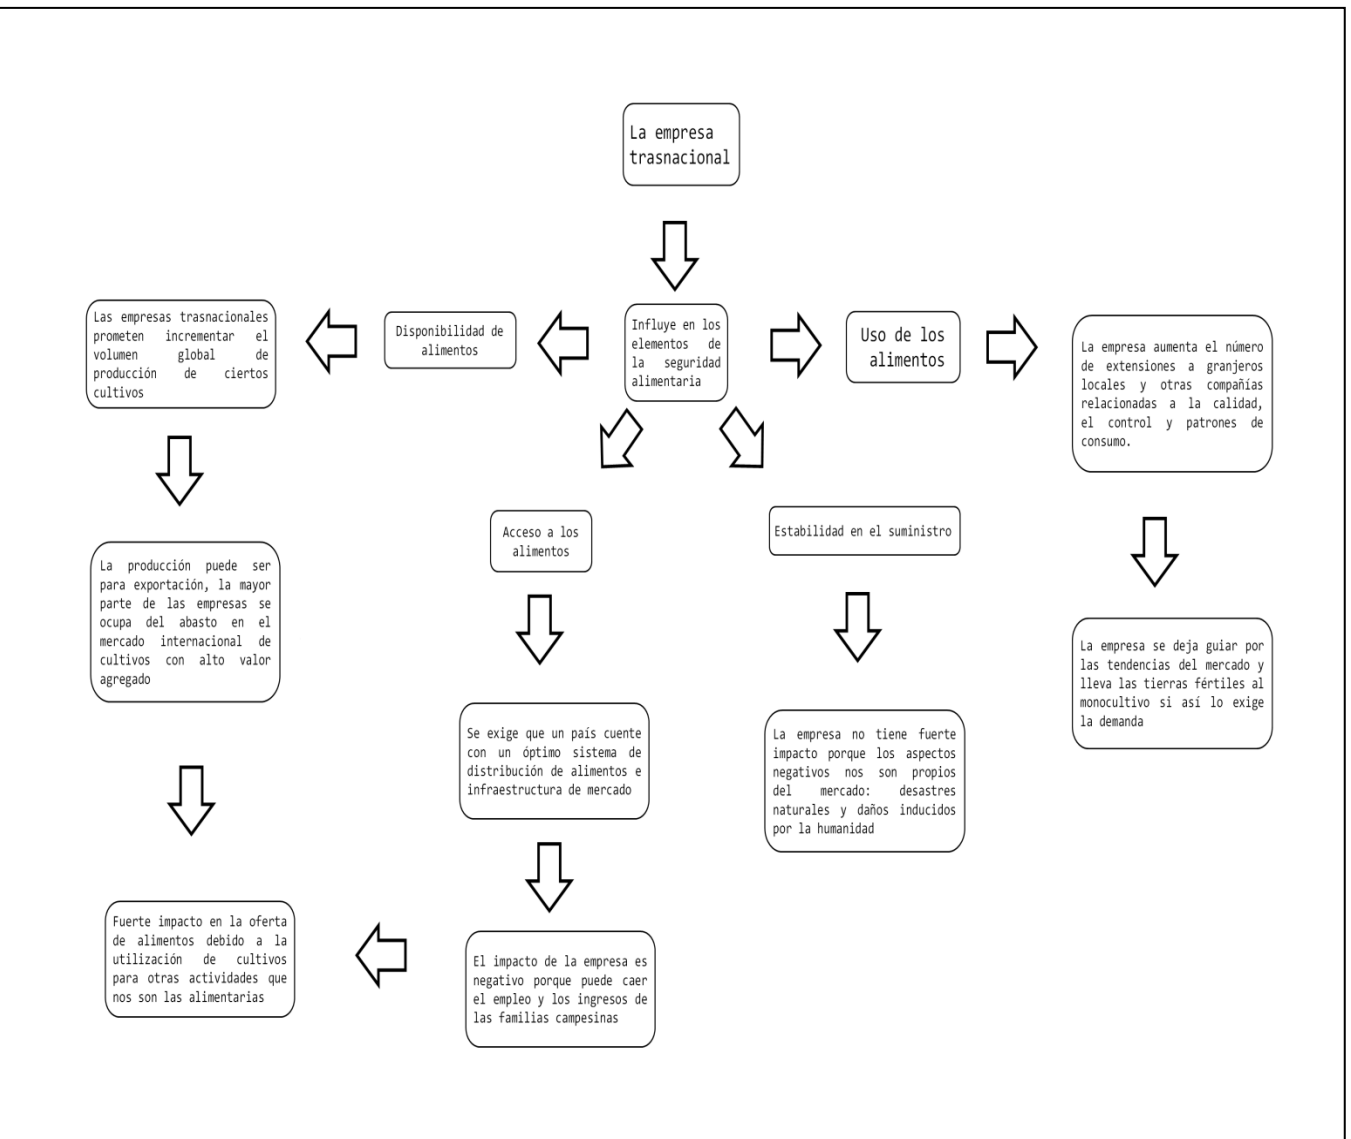 La empresa
trasnacional
Influye en los
elementos de
la seguridad
alimentaria
Disponibilidad de
alimentos
Las empresas trasnacionales
prometen incrementar el
volumen global de
producción de ciertos
cultivos
La producción puede ser
para exportación, la mayor
parte de las empresas se
ocupa del abasto en el
mercado internacional de
cultivos con alto valor
agregado
Fuerte impacto en la oferta
de alimentos debido a la
utilización de cultivos
para otras actividades que
nos son las alimentarias
Acceso a los
alimentos
Se exige que un país cuente
con un óptimo sistema de
distribución de alimentos e
infraestructura de mercado
El impacto de la empresa es
negativo porque puede caer
el empleo y los ingresos de
las familias campesinas
Estabilidad en el suministro
La empresa no tiene fuerte
impacto porque los aspectos
negativos nos son propios
del mercado: desastres
naturales y daños inducidos
por la humanidad
Uso de los
alimentos
La empresa aumenta el número
de extensiones a granjeros
locales y otras compañías
relacionadas a la calidad,
el control y patrones de
consumo.
La empresa se deja guiar por
las tendencias del mercado y
lleva las tierras fértiles al
monocultivo si así lo exige
la demanda